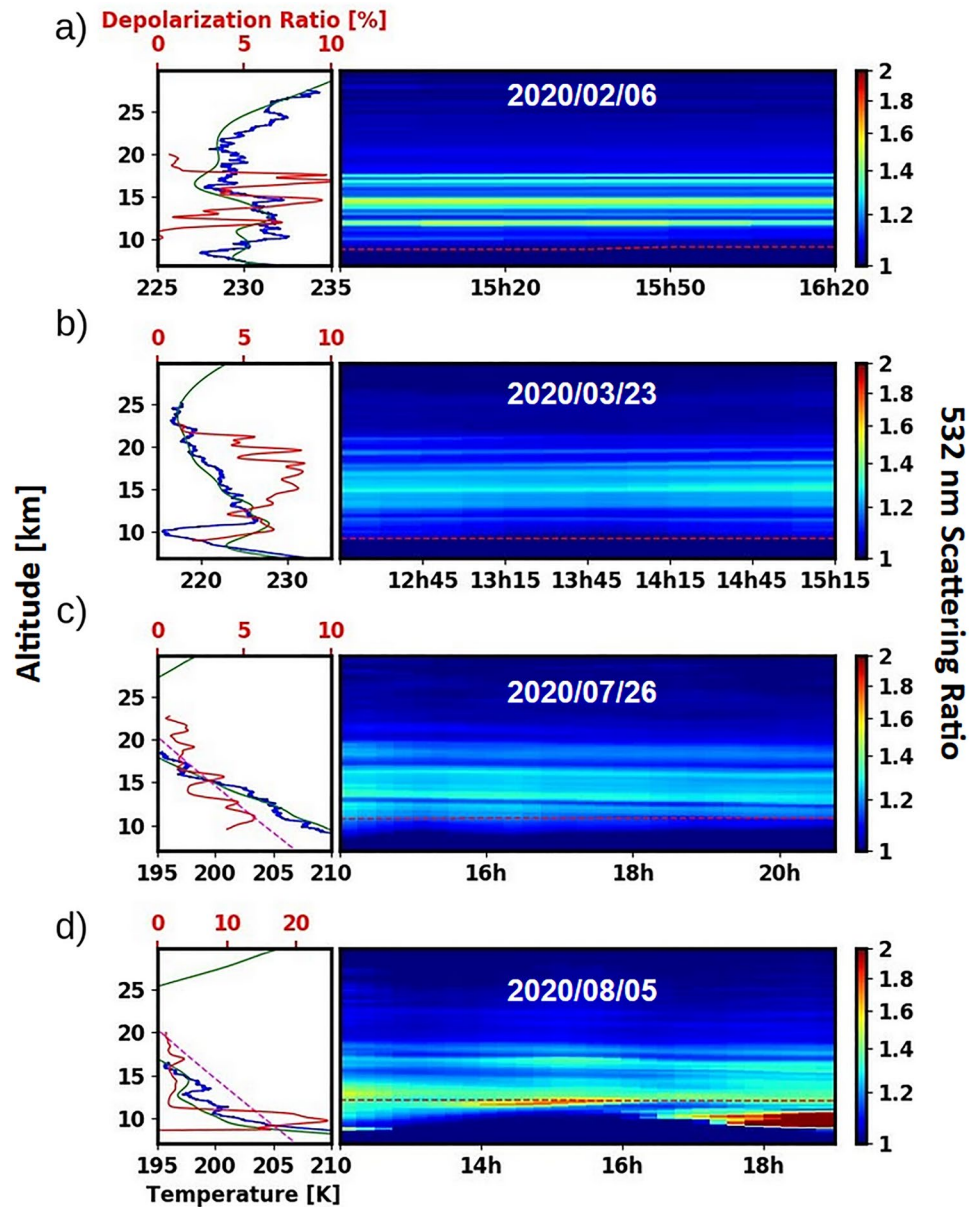 a)
Depolarization Ratio [%]
0 5 10
2020/02/06
25
20
15
10
225 230 235
15h20 15h50 16h20
2
1.8
1.6
1.4
1.2
1
b)
0 5 10
2020/03/23
25
20
15
10
220 230
12h45 13h15 13h45 14h15 14h45 15h15
2
1.8
1.6
1.4
1.2
1
Altitude [km]
532 nm Scattering Ratio
c)
0 5 10
2020/07/26
25
20
15
10
195 200 205 210
16h 18h 20h
2
1.8
1.6
1.4
1.2
1
d)
0 10 20
2020/08/05
25
20
15
10
195 200 205 210
14h 16h 18h
2
1.8
1.6
1.4
1.2
1
Temperature [K]